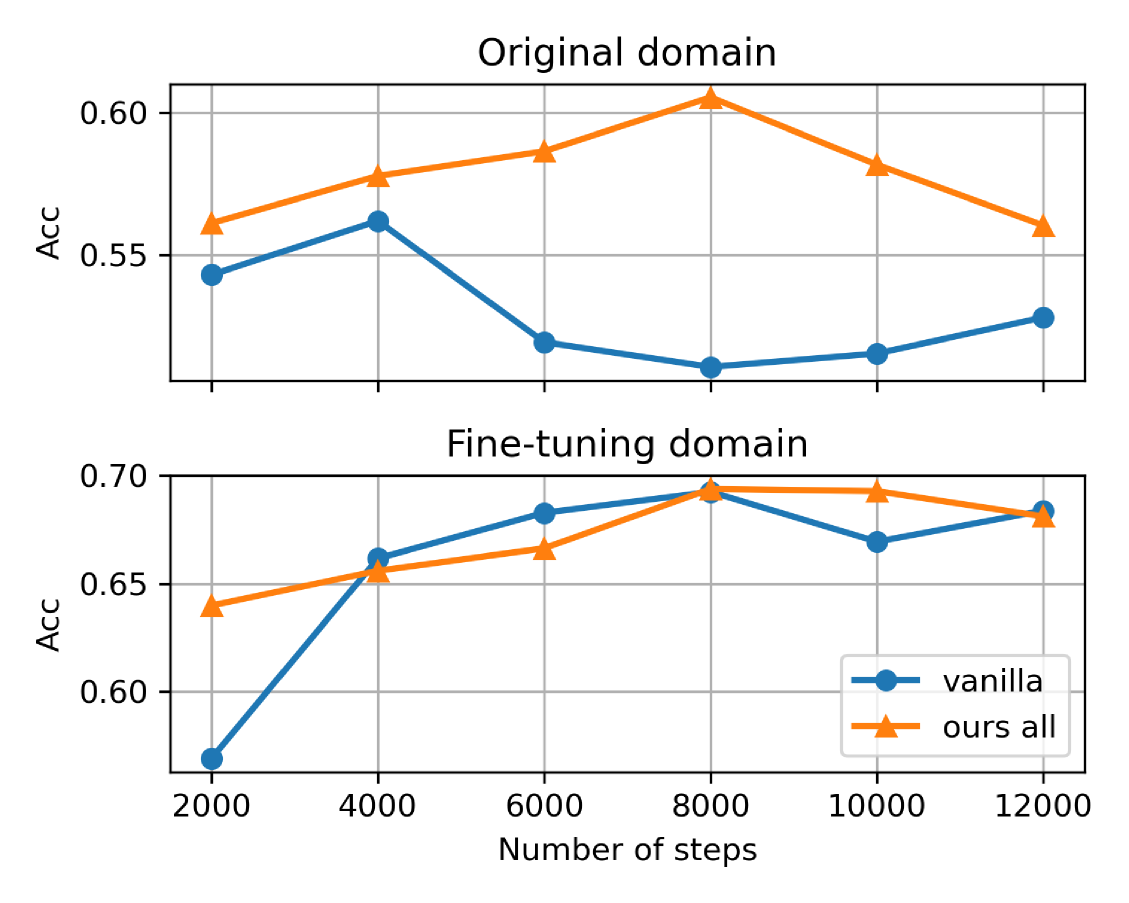 Original domain
0.60
0.55
Acc
Fine-tuning domain
0.70
0.65
0.60
Acc
vanilla
ours all
2000 4000 6000 8000 10000 12000
Number of steps